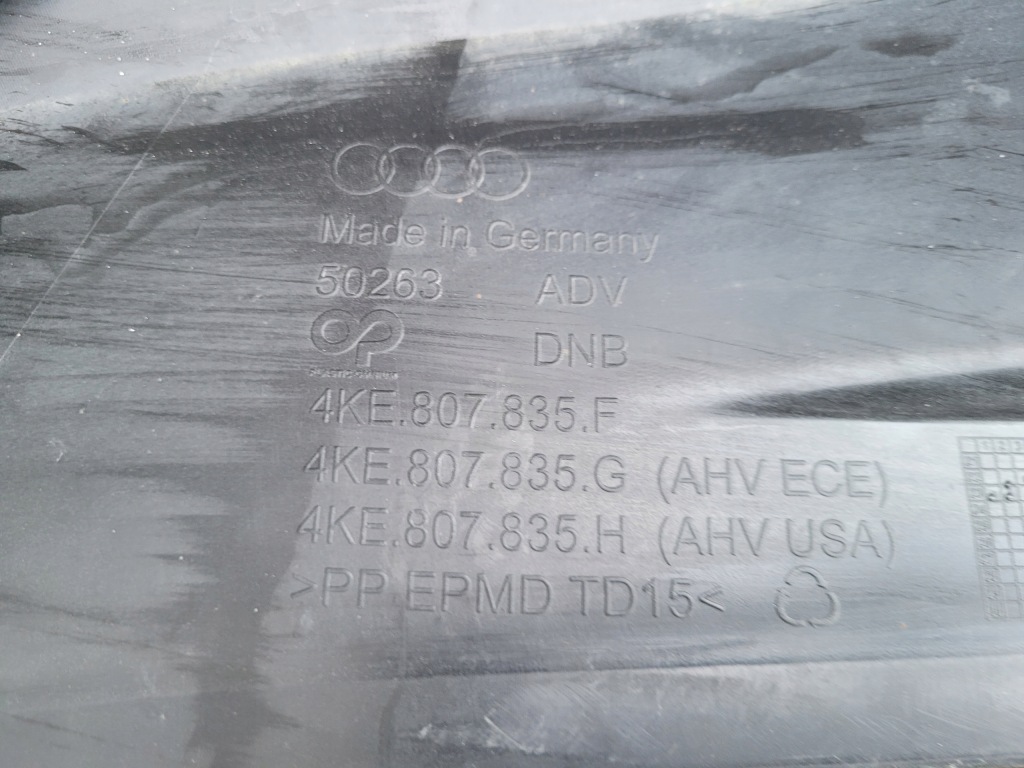 Made in Germany
50263 ADV
OP DNB
4KE.807.835.F
4KE.807.835.G (AHV ECE)
4KE.807.835.H (AHV USA)
>PP EPMD TD15<